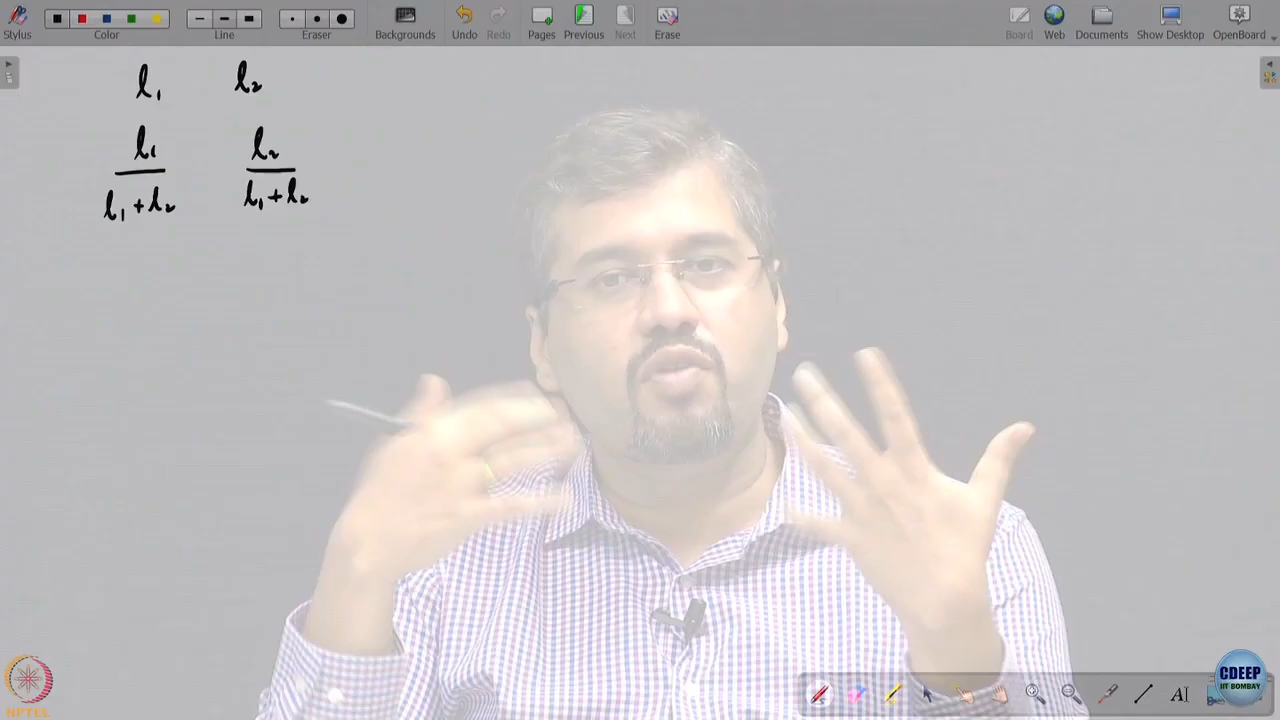 Stylus Color Line Eraser Backgrounds Undo Redo Pages Previous Next Erase Board Web Documents Show Desktop OpenBoard
l₁ l₂
l₁ l₂
l₁+l₂ l₁+l₂
CDEEP
IIT BOMBAY
NPTEL